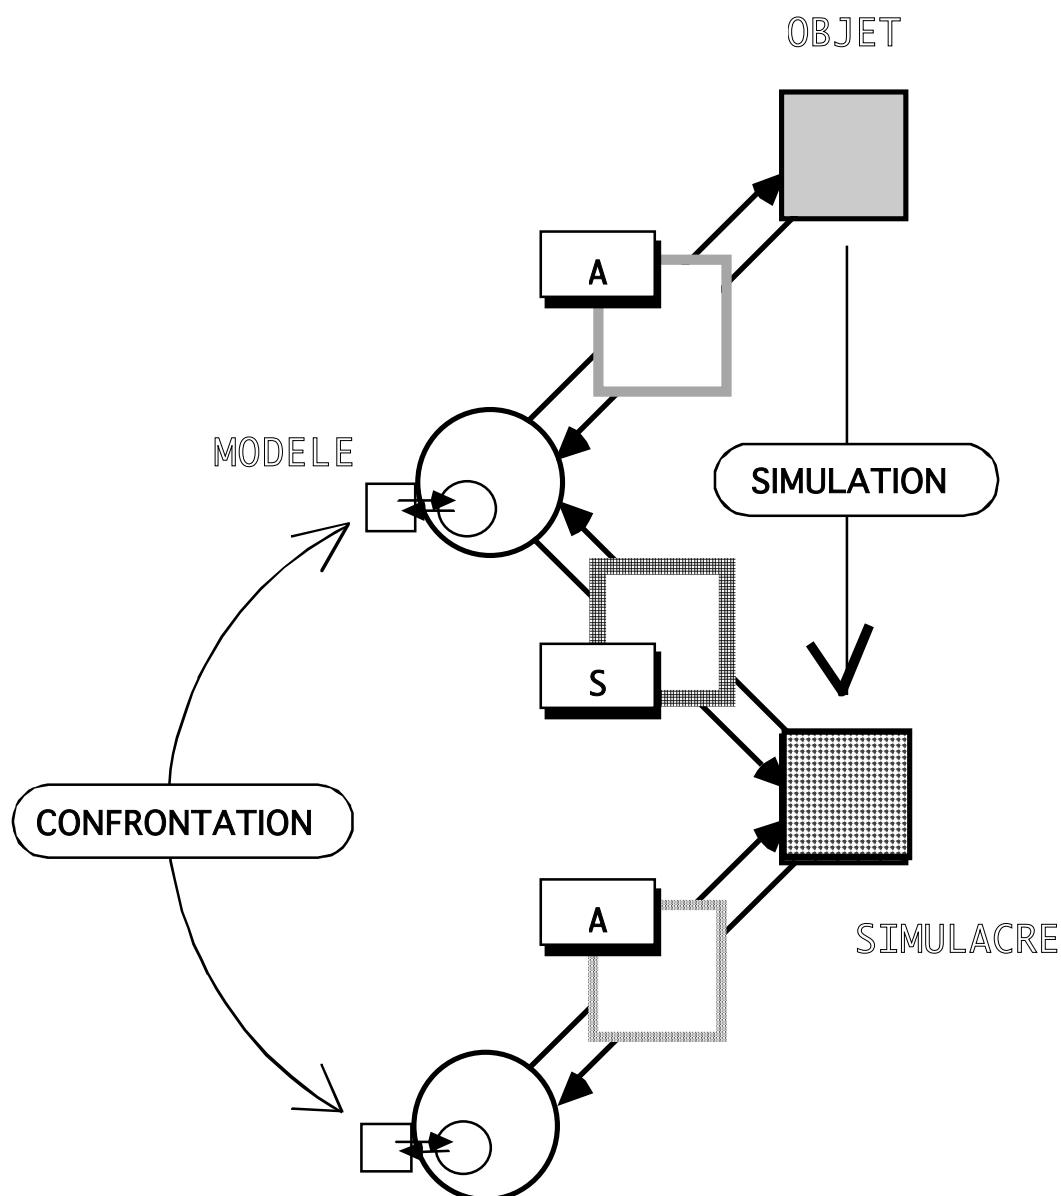 OBJET
A
MODELE
SIMULATION
S
CONFRONTATION
A
SIMULACRE